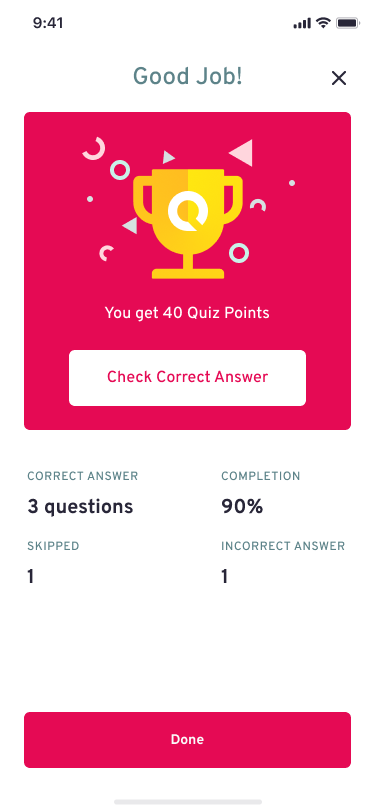 9:41
Good Job!
You get 40 Quiz Points
Check Correct Answer
CORRECT ANSWER
3 questions
COMPLETION
90%
SKIPPED
1
INCORRECT ANSWER
1
Done